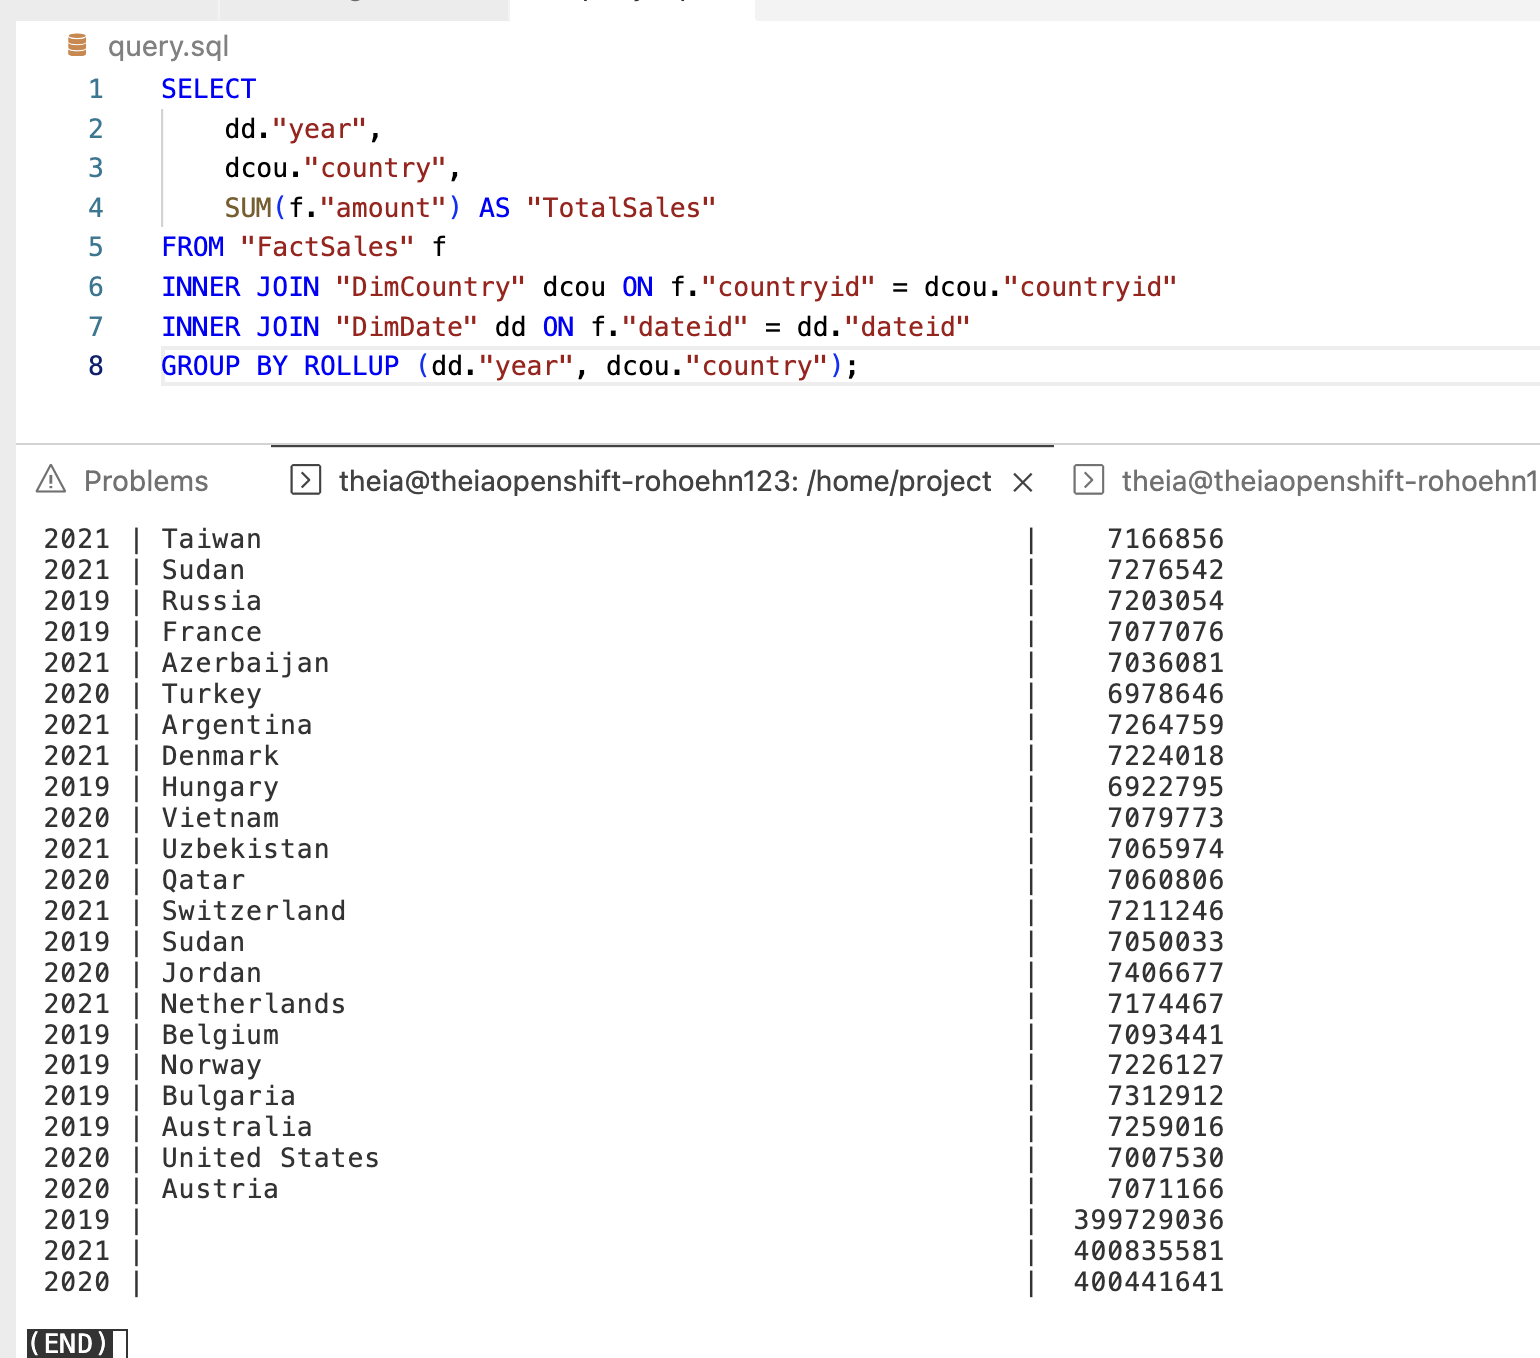 query.sql
1 SELECT
2 dd."year",
3 dcou."country",
4 SUM(f."amount") AS "TotalSales"
5 FROM "FactSales" f
6 INNER JOIN "DimCountry" dcou ON f."countryid" = dcou."countryid"
7 INNER JOIN "DimDate" dd ON f."dateid" = dd."dateid"
8 GROUP BY ROLLUP (dd."year", dcou."country");
Problems theia@theiaopenshift-rohoehn123: /home/project × theia@theiaopenshift-rohoehn1
2021 | Taiwan | 7166856
2021 | Sudan | 7276542
2019 | Russia | 7203054
2019 | France | 7077076
2021 | Azerbaijan | 7036081
2020 | Turkey | 6978646
2021 | Argentina | 7264759
2021 | Denmark | 7224018
2019 | Hungary | 6922795
2020 | Vietnam | 7079773
2021 | Uzbekistan | 7065974
2020 | Qatar | 7060806
2021 | Switzerland | 7211246
2019 | Sudan | 7050033
2020 | Jordan | 7406677
2021 | Netherlands | 7174467
2019 | Belgium | 7093441
2019 | Norway | 7226127
2019 | Bulgaria | 7312912
2019 | Australia | 7259016
2020 | United States | 7007530
2020 | Austria | 7071166
2019 | | 399729036
2021 | | 400835581
2020 | | 400441641
(END)